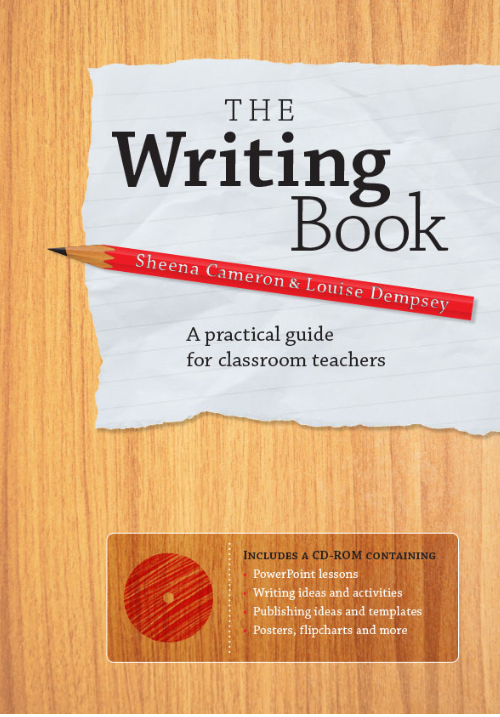 THE
Writing
Book
Sheena Cameron & Louise Dempsey
A practical guide
for classroom teachers
INCLUDES A CD-ROM CONTAINING
PowerPoint lessons
Writing ideas and activities
Publishing ideas and templates
Posters, flipcharts and more